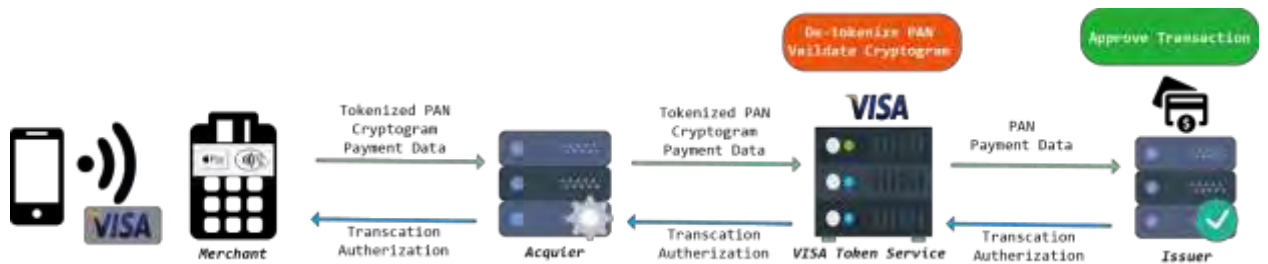 De-tokenize PAN
Vaildate Cryptogram
Approve Transaction
VISA
Tokenized PAN
Cryptogram
Payment Data
Tokenized PAN
Cryptogram
Payment Data
PAN
Payment Data
Pay
VISA
Transcation
Autherization
Transcation
Autherization
Transcation
Autherization
Merchant
Acquier
VISA Token Service
Issuer